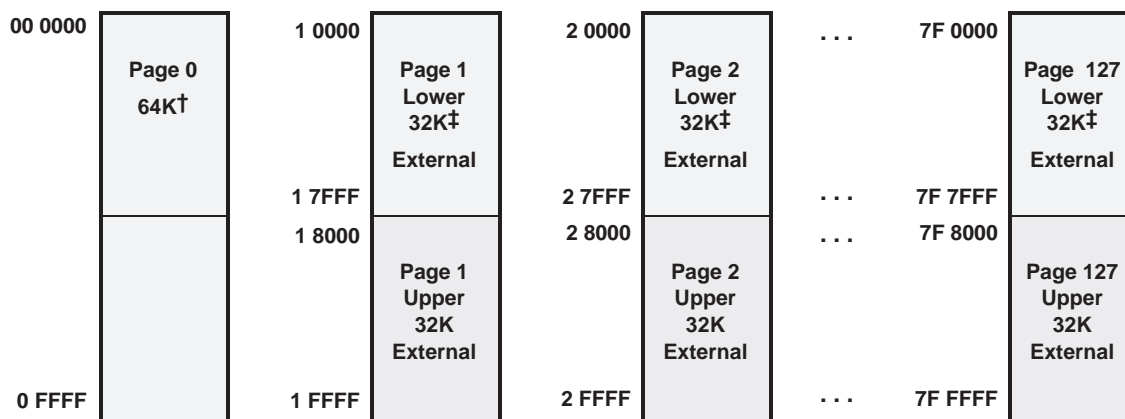 00 0000
1 0000
2 0000
. . .
7F 0000
Page 0
64K†
Page 1
Lower
32K‡
External
Page 2
Lower
32K‡
External
Page 127
Lower
32K‡
External
1 7FFF
2 7FFF
. . .
7F 7FFF
1 8000
2 8000
. . .
7F 8000
Page 1
Upper
32K
External
Page 2
Upper
32K
External
Page 127
Upper
32K
External
0 FFFF
1 FFFF
2 FFFF
. . .
7F FFFF